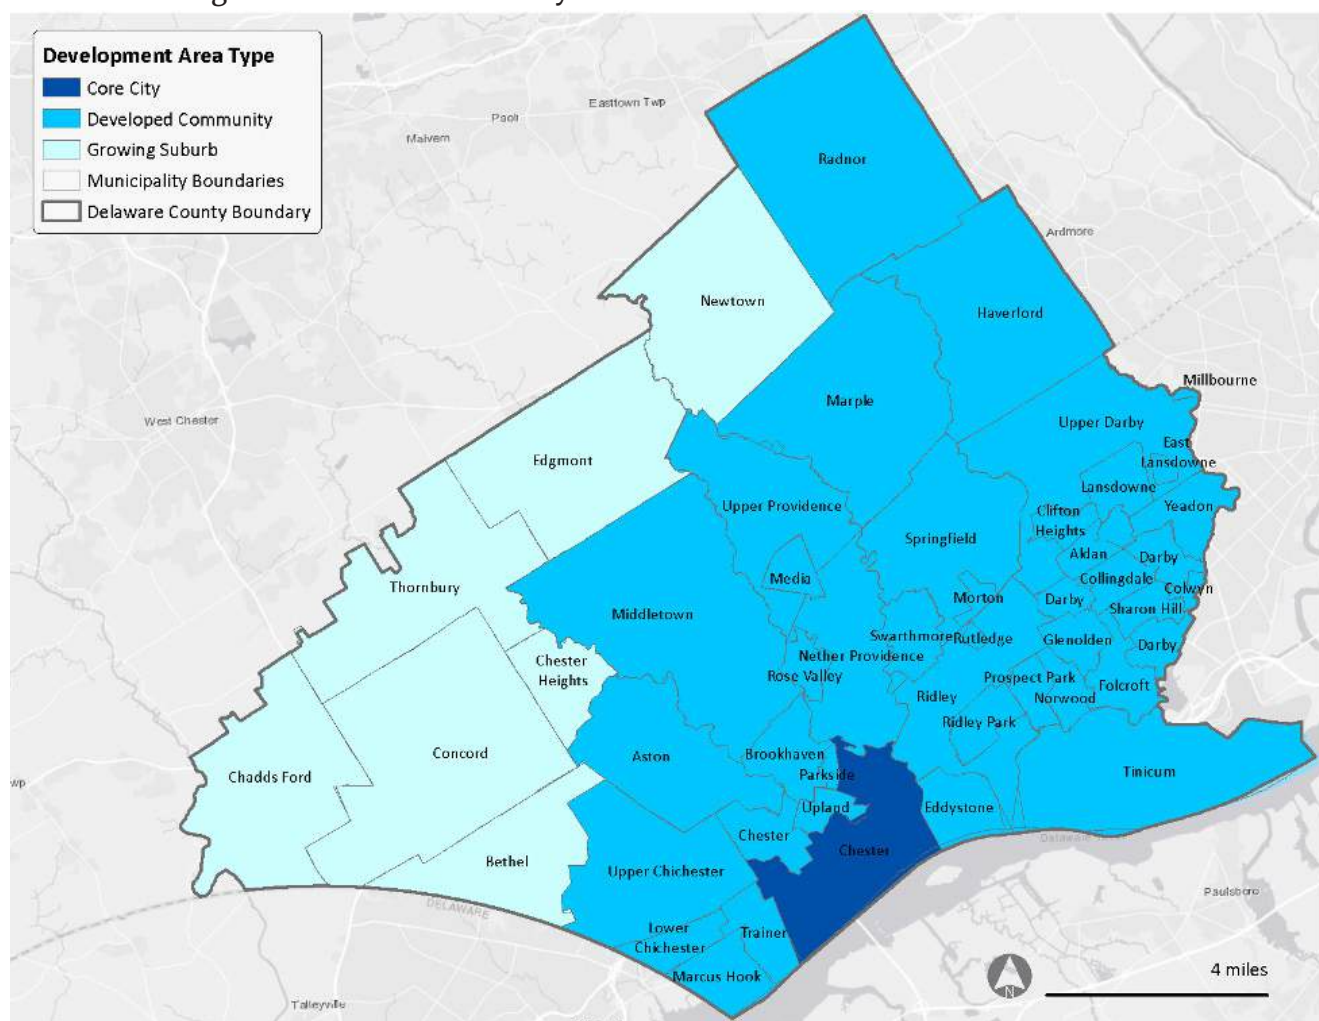 Development Area Type
Core City
Developed Community
Growing Suburb
Municipality Boundaries
Delaware County Boundary
Easttown Twp
Paoli
Malvern
Radnor
Ardmore
Newtown
Haverford
Millbourne
Marple
West Chester
Upper Darby
East
Lansdowne
Edgmont
Lansdowne
Upper Providence
Yeadon
Clifton
Heights
Springfield
Aldan
Darby
Media
Collingdale
Thornbury
Colwyn
Morton
Darby
Sharon Hill
Middletown
Swarthmore
Rutledge
Glenolden
Darby
Nether Providence
Chester
Heights
Rose Valley
Prospect Park
Folcroft
Ridley
Norwood
Ridley Park
Concord
Aston
Brookhaven
Tinicum
Chadds Ford
Parkside
wp
Upland
Eddystone
Chester
Delaware
Chester
Bethel
Upper Chichester
Paulsboro
DELAWARE
Lower
Chichester
Trainer
Marcus Hook
4 miles
N
Talleyville